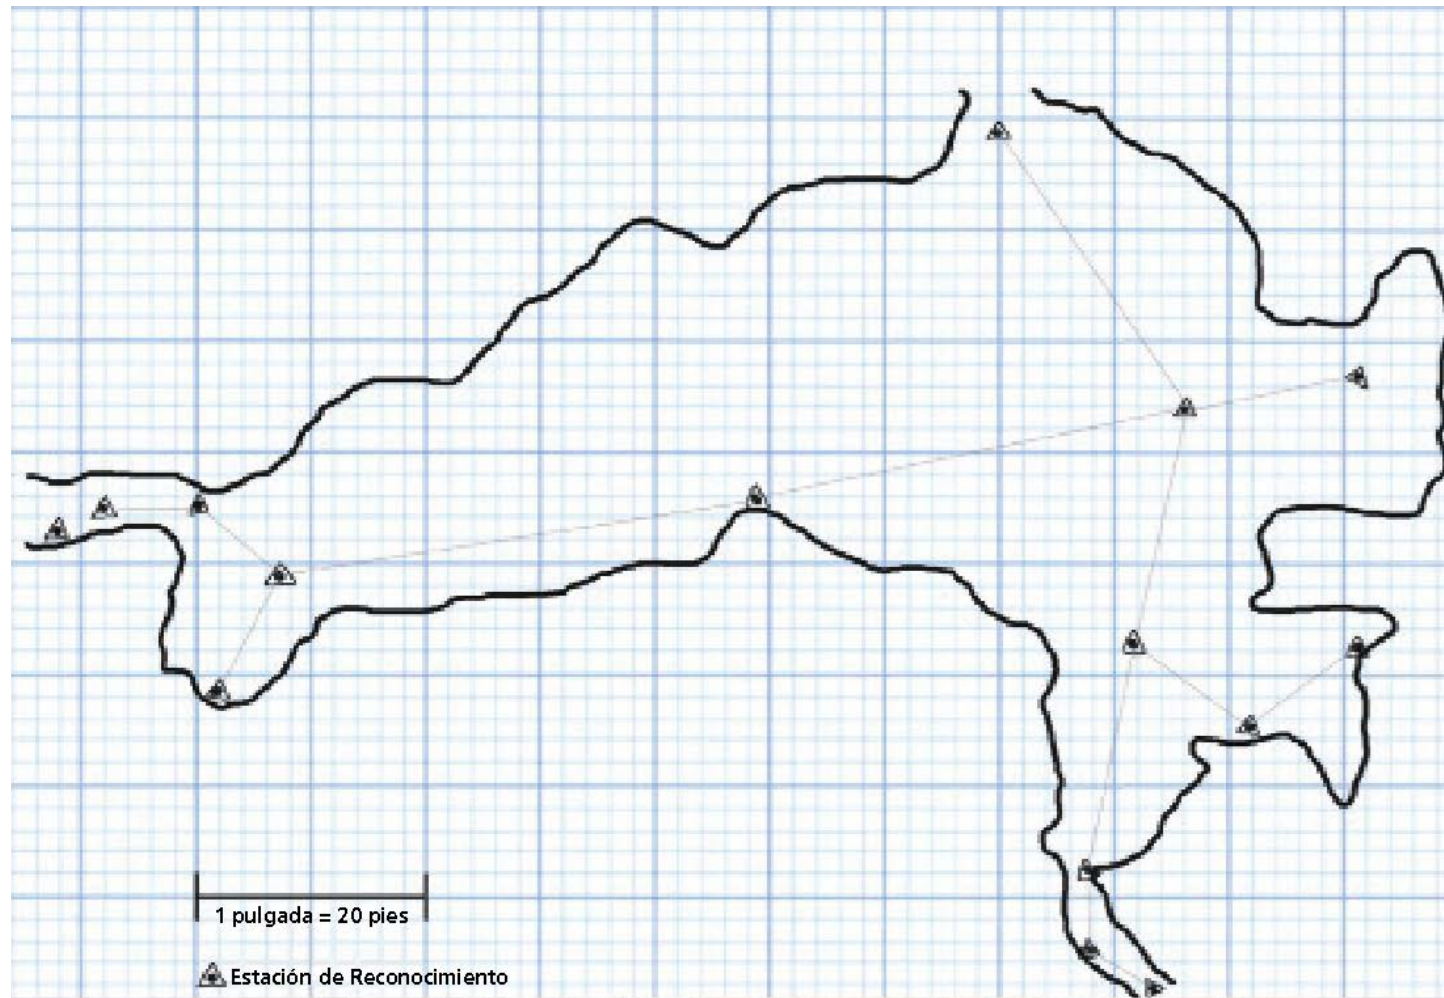 1 pulgada = 20 pies
Estación de Reconocimiento